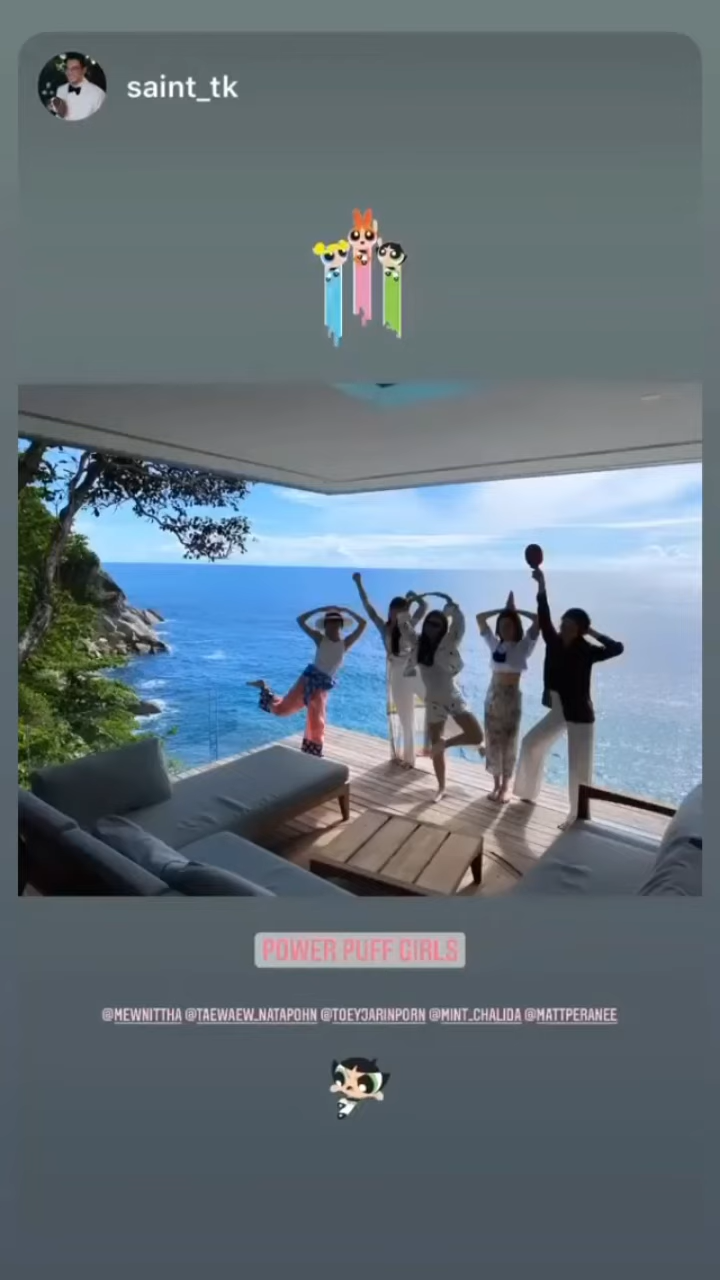 saint_tk
POWER PUFF GIRLS
@MEWNITTHA @TAEWAEW_NATAPOHN @TOEYJARINPORN @MINT_CHALIDA @MATTPERANEE